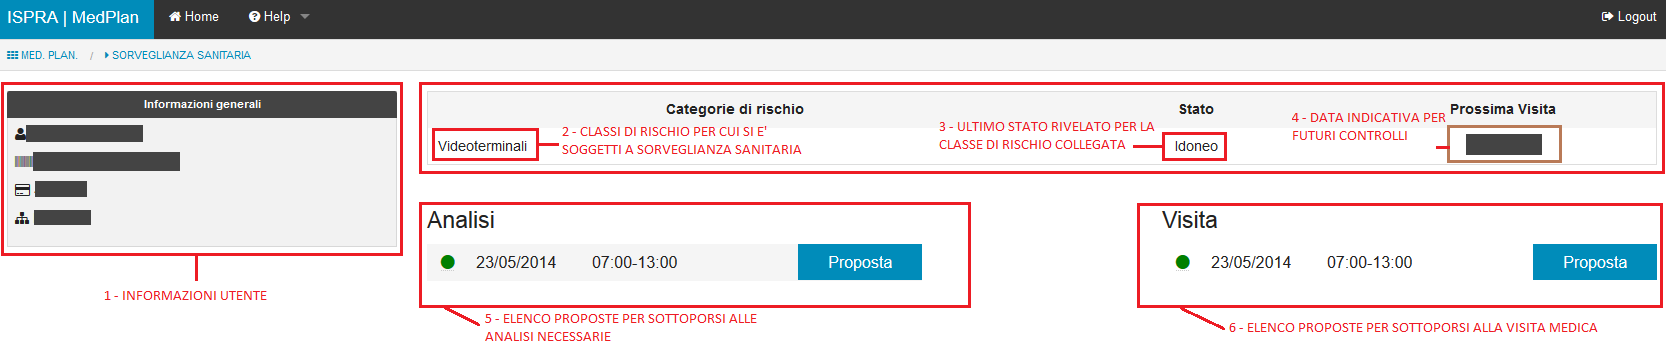 ISPRA | MedPlan Home Help Logout
MED. PLAN. / SORVEGLIANZA SANITARIA
Informazioni generali
Categorie di rischio Stato Prossima Visita
Videoterminali Idoneo
2 - CLASSI DI RISCHIO PER CUI SI E'
SOGGETTI A SORVEGLIANZA SANITARIA
3 - ULTIMO STATO RIVELATO PER LA
CLASSE DI RISCHIO COLLEGATA
4 - DATA INDICATIVA PER
FUTURI CONTROLLI
1 - INFORMAZIONI UTENTE
Analisi
23/05/2014 07:00-13:00 Proposta
5 - ELENCO PROPOSTE PER SOTTOPORSI ALLE
ANALISI NECESSARIE
Visita
23/05/2014 07:00-13:00 Proposta
6 - ELENCO PROPOSTE PER SOTTOPORSI ALLA VISITA MEDICA